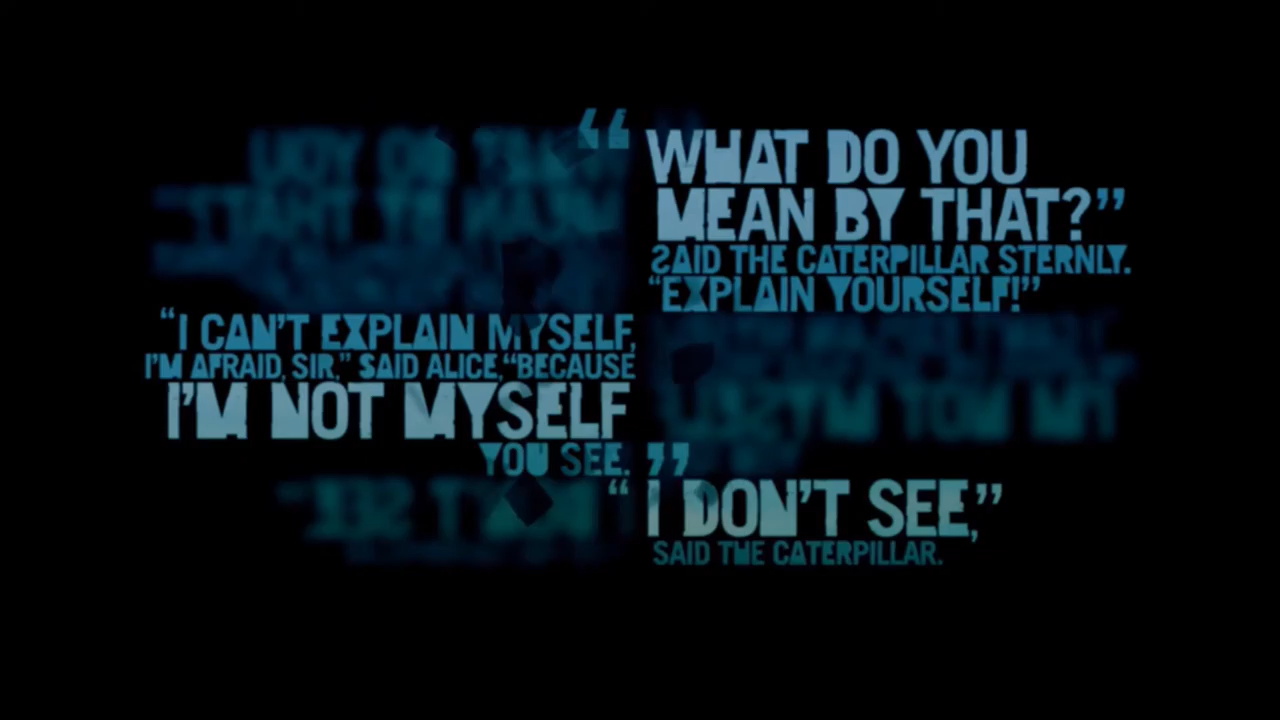 “WHAT DO YOU
MEAN BY THAT?”
SAID THE CATERPILLAR STERNLY.
“EXPLAIN YOURSELF!”
“I CAN’T EXPLAIN MYSELF,
I’M AFRAID, SIR,” SAID ALICE, “BECAUSE
I’M NOT MYSELF
YOU SEE.”
“I DON’T SEE,”
SAID THE CATERPILLAR.